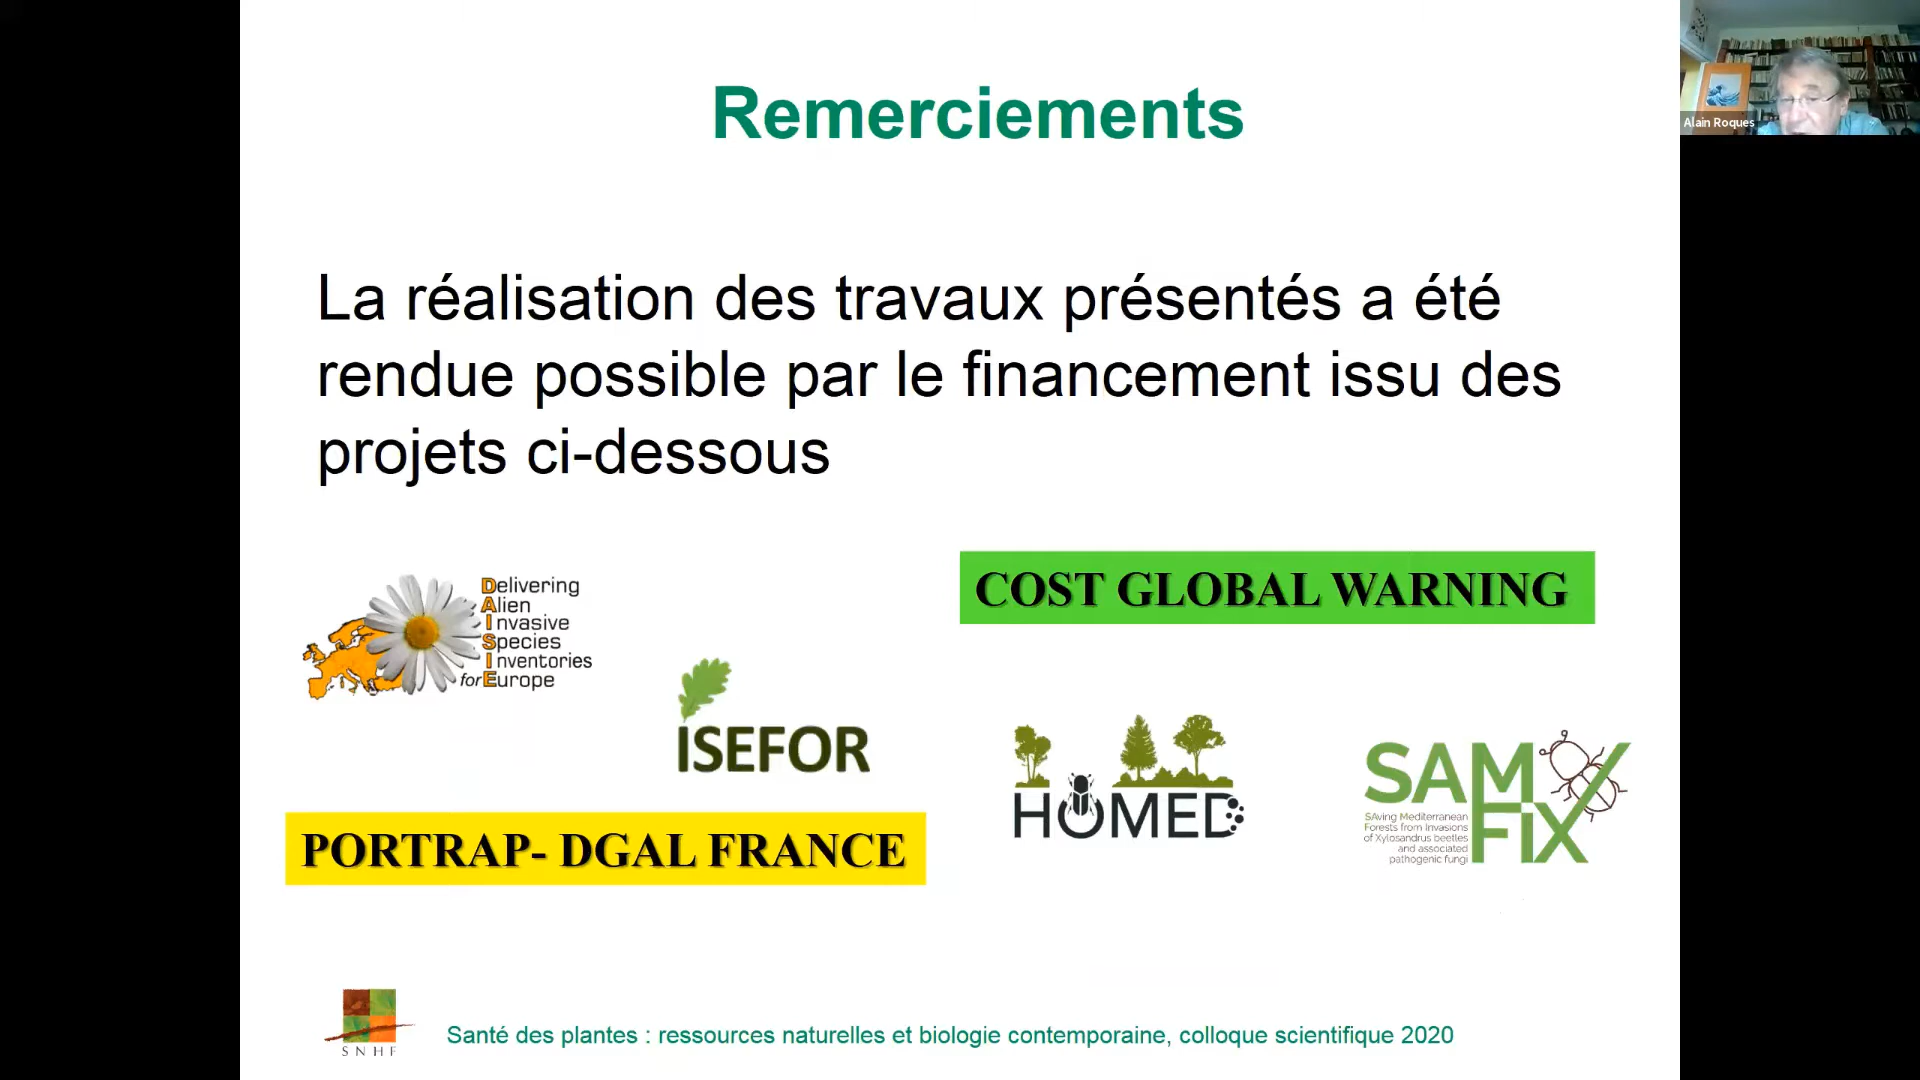 Remerciements
Alain Roques
La réalisation des travaux présentés a été
rendue possible par le financement issu des
projets ci-dessous
Delivering
Alien
Invasive
Species
Inventories
for Europe
COST GLOBAL WARNING
ISEFOR
HOMED
SAMFIX
SAving Mediterranean
Forests from Invasions
of Xylosandrus beetles
and associated
pathogenic fungi
PORTRAP- DGAL FRANCE
SNHF
Santé des plantes : ressources naturelles et biologie contemporaine, colloque scientifique 2020